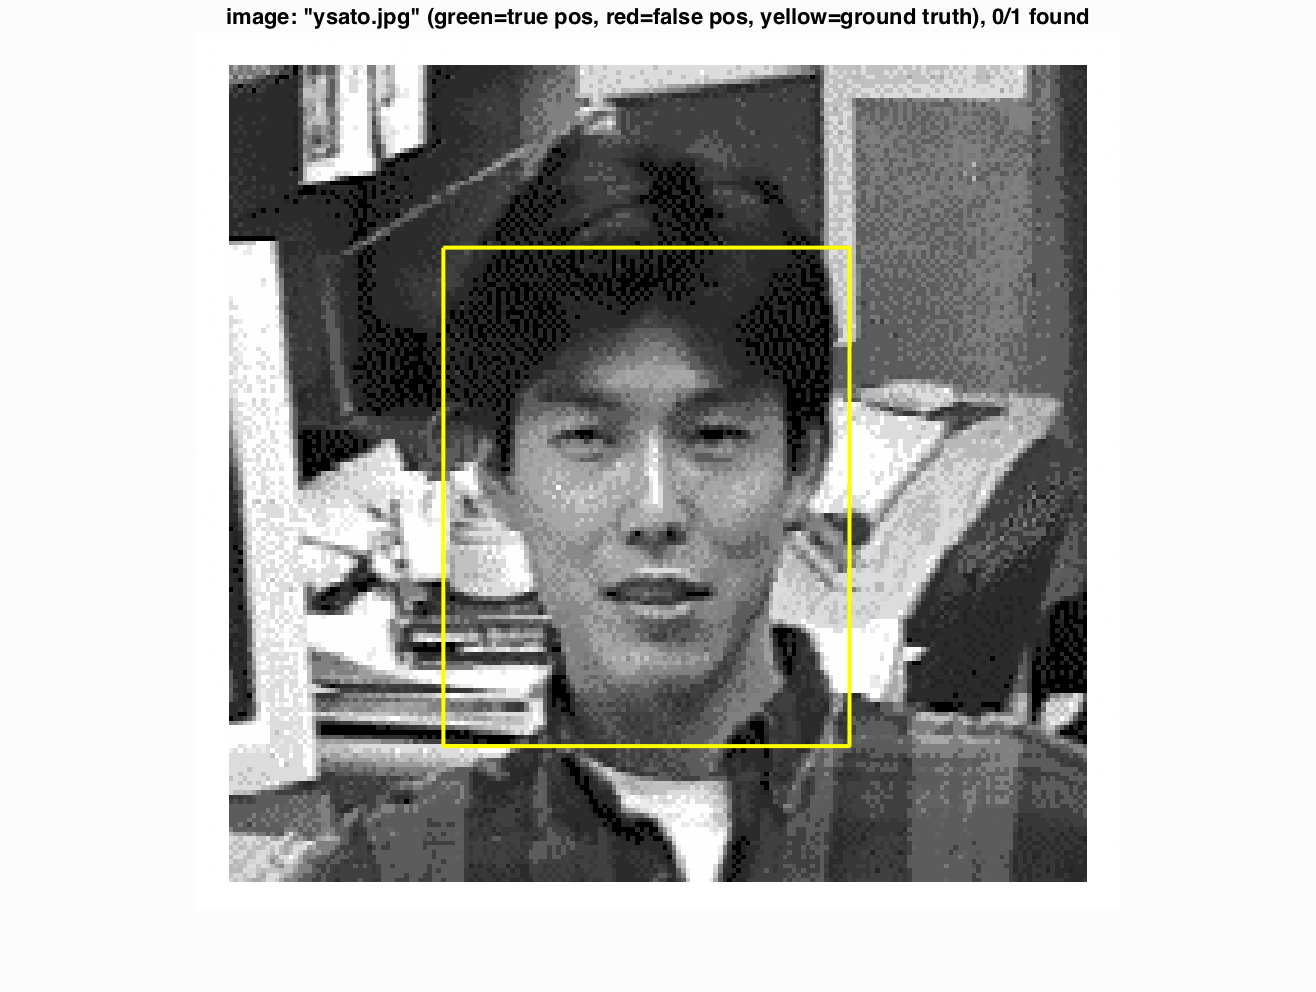 image: "ysato.jpg" (green=true pos, red=false pos, yellow=ground truth), 0/1 found